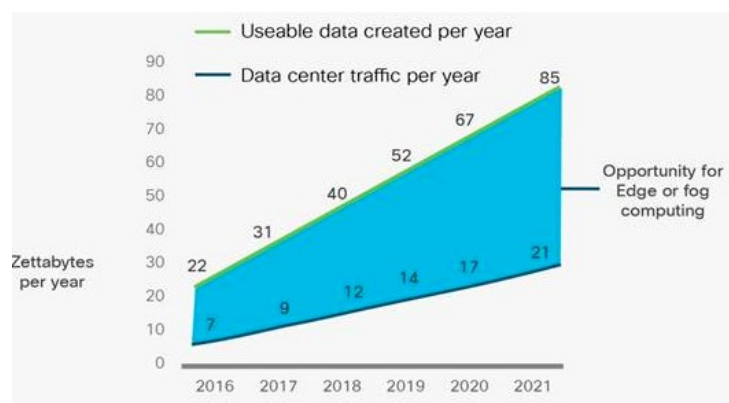 Useable data created per year
Data center traffic per year
90
80
70
60
50
40
30
20
10
0
Zettabytes
per year
22
31
40
52
67
85
7
9
12
14
17
21
Opportunity for
Edge or fog
computing
2016 2017 2018 2019 2020 2021